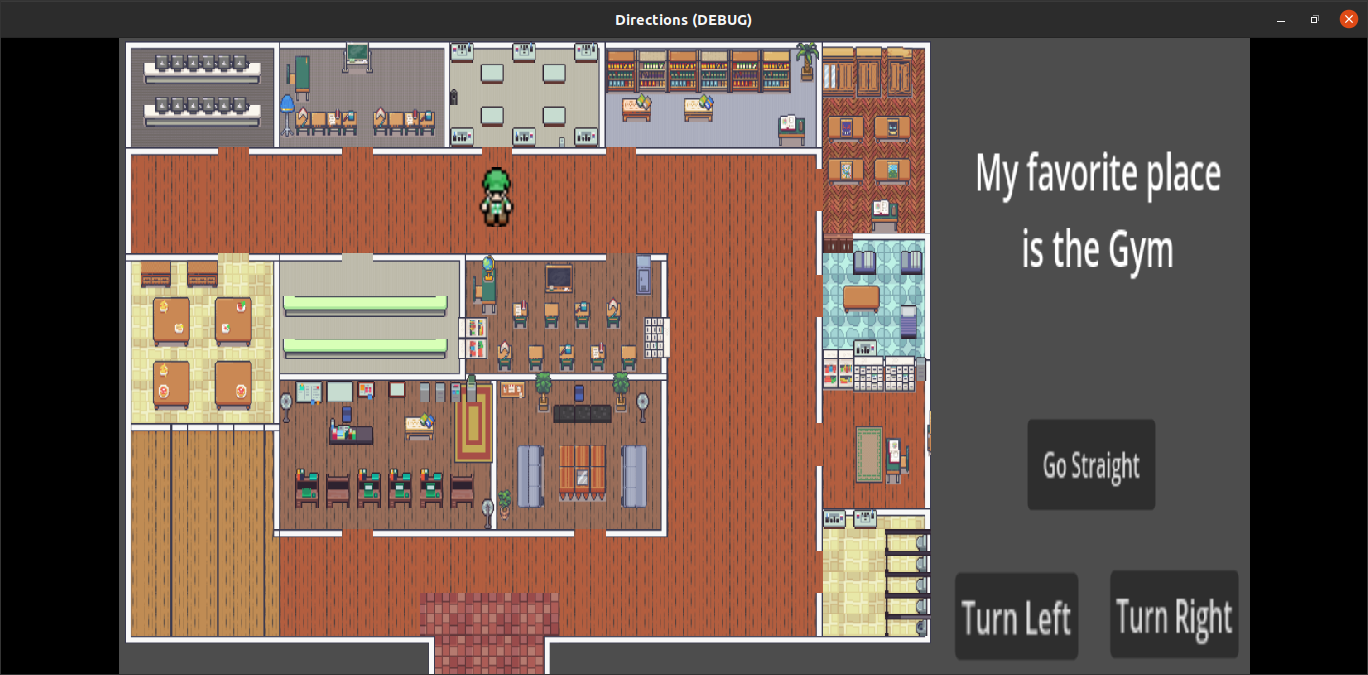 Directions (DEBUG)
My favorite place
is the Gym
Go Straight
Turn Left
Turn Right